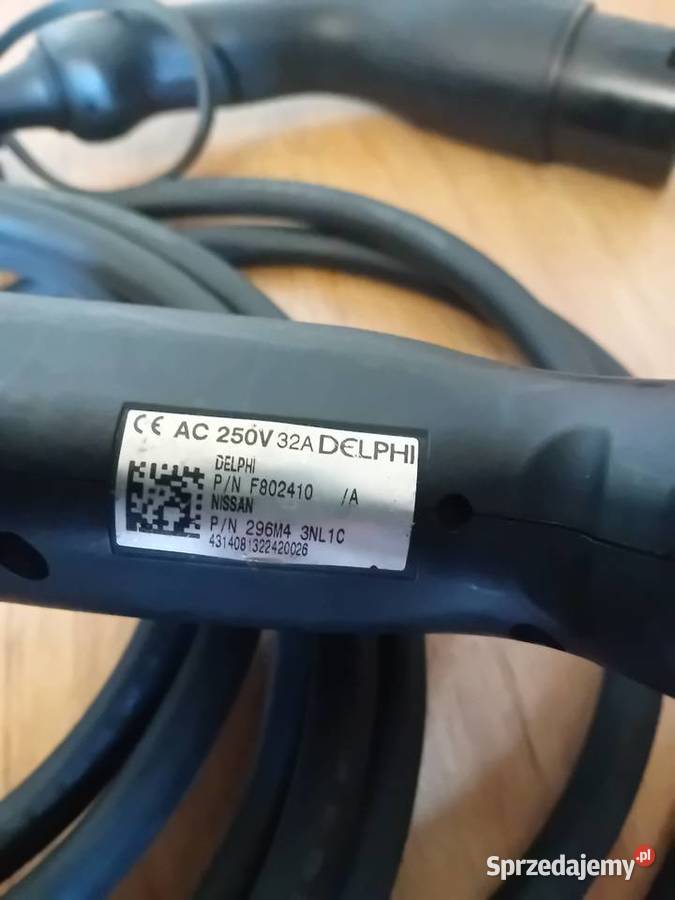 CE AC 250V 32A DELPHI
DELPHI
P/N F802410 /A
NISSAN
P/N 296M4 3NL1C
4314081322420026
Sprzedajemy.pl